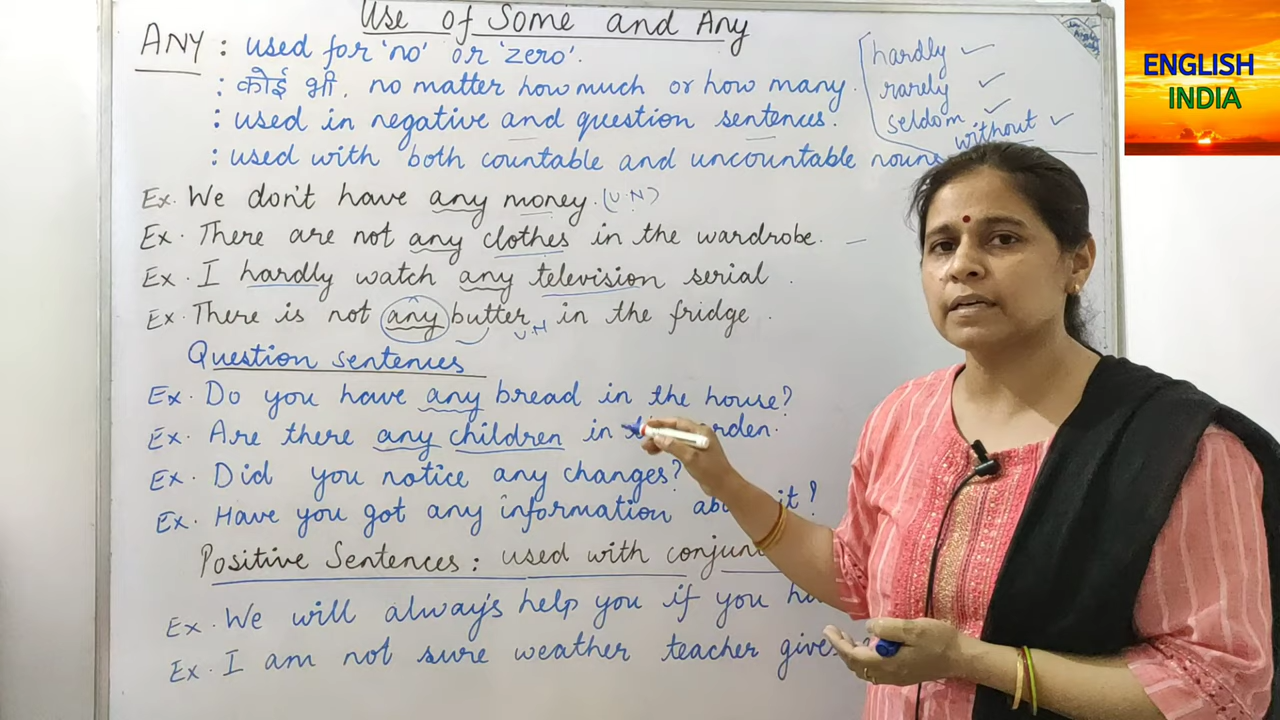 Use of Some and Any
ANY : used for 'no' or 'zero'.
: कोई भी, no matter how much or how many.
: used in negative and question sentences.
: used with both countable and uncountable nouns
hardly ✓
rarely ✓
seldom ✓
without ✓
Ex. We don't have any money. (U.N)
Ex. There are not any clothes in the wardrobe.
Ex. I hardly watch any television serial.
Ex. There is not any butter in the fridge.
U.N
Question sentences
Ex. Do you have any bread in the house?
Ex. Are there any children in
Ex. Did you notice any changes?
Ex. Have you got any information it?
Positive Sentences : used with
Ex. We will always help you if you
Ex. I am not sure weather teacher gives
ENGLISH
INDIA